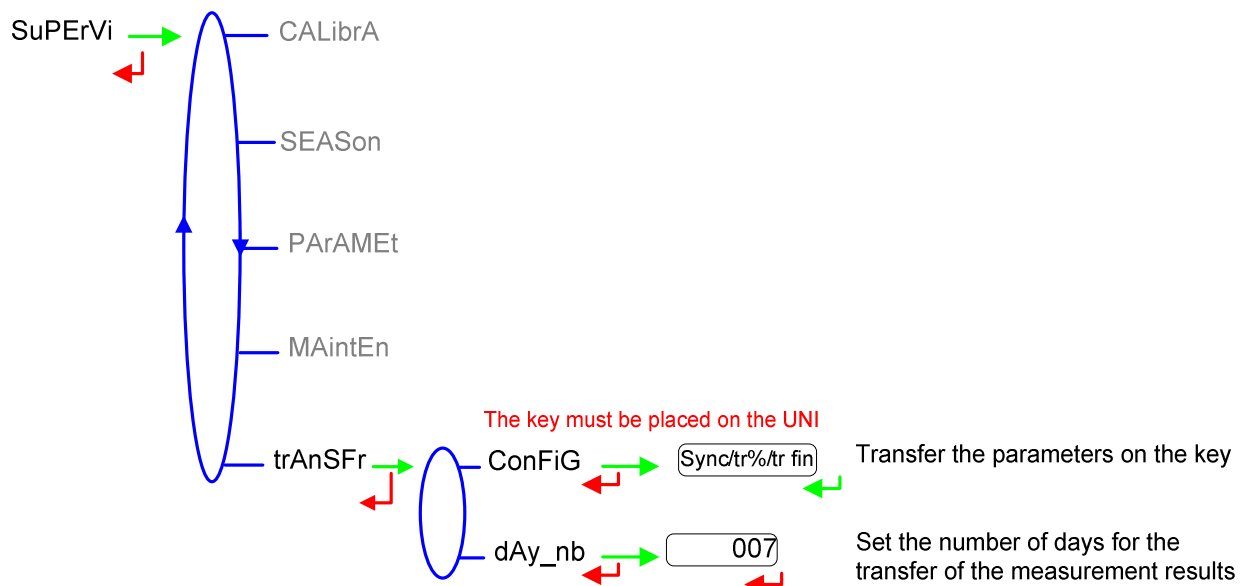 SuPErVi
CALibrA
SEASon
PArAMEt
MAintEn
The key must be placed on the UNI
trAnSFr
ConFiG
Sync/tr%/tr fin
Transfer the parameters on the key
dAy_nb
007
Set the number of days for the
transfer of the measurement results